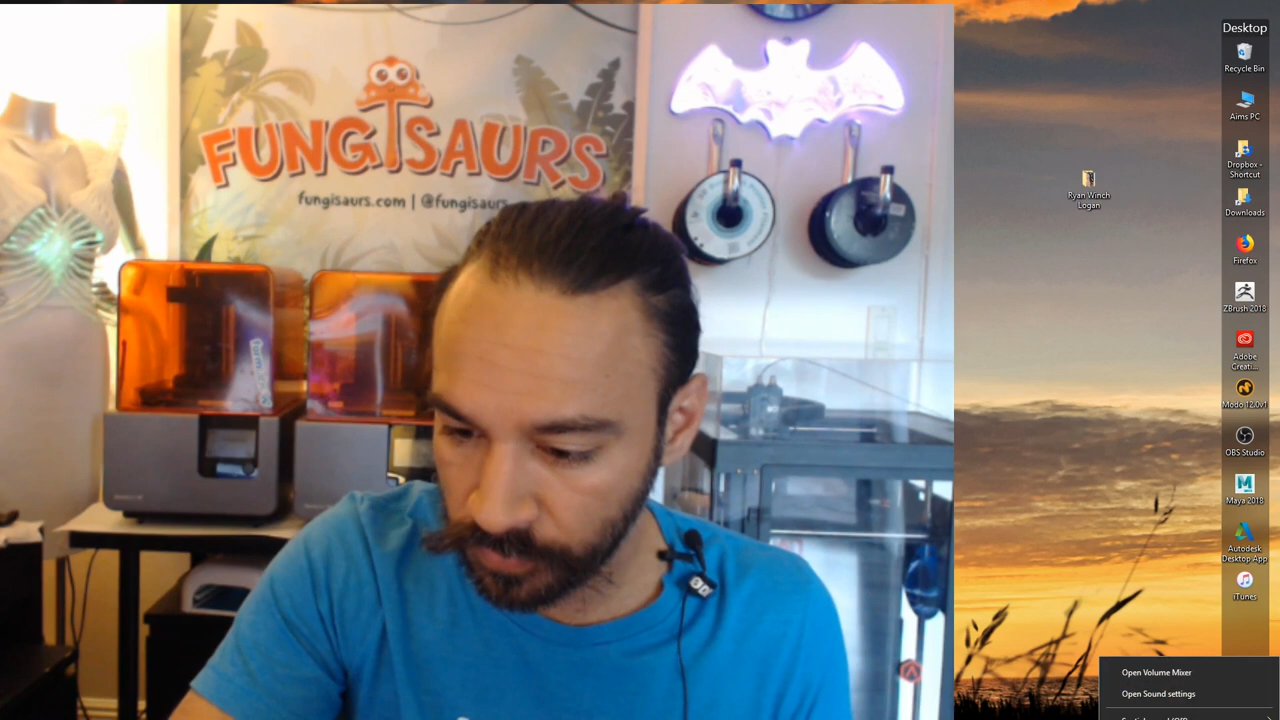 FUNGISAURS
fungisaurs.com | @fungisaurs
Desktop
Recycle Bin
Aims PC
Dropbox -
Shortcut
Downloads
Firefox
ZBrush 2018
Adobe
Creati...
Modo 12.0v1
OBS Studio
Maya 2018
Autodesk
Desktop App
iTunes
Ryan Winch
Logan
Open Volume Mixer
Open Sound settings